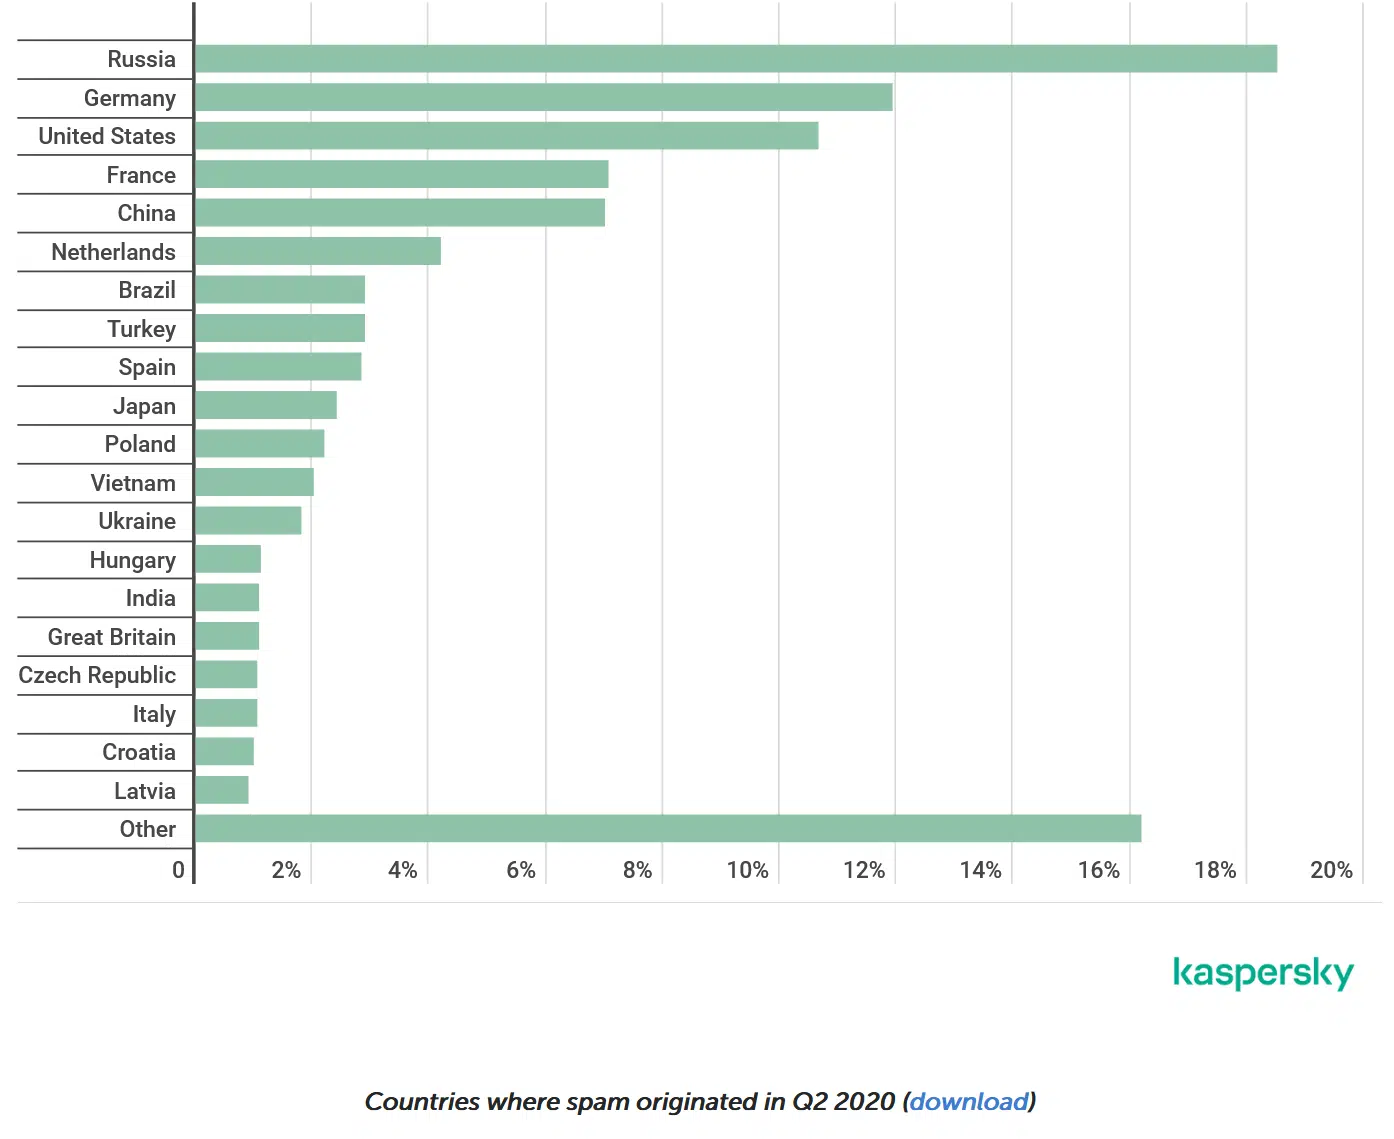 Russia
Germany
United States
France
China
Netherlands
Brazil
Turkey
Spain
Japan
Poland
Vietnam
Ukraine
Hungary
India
Great Britain
Czech Republic
Italy
Croatia
Latvia
Other
0 2% 4% 6% 8% 10% 12% 14% 16% 18% 20%
kaspersky
Countries where spam originated in Q2 2020 (download)